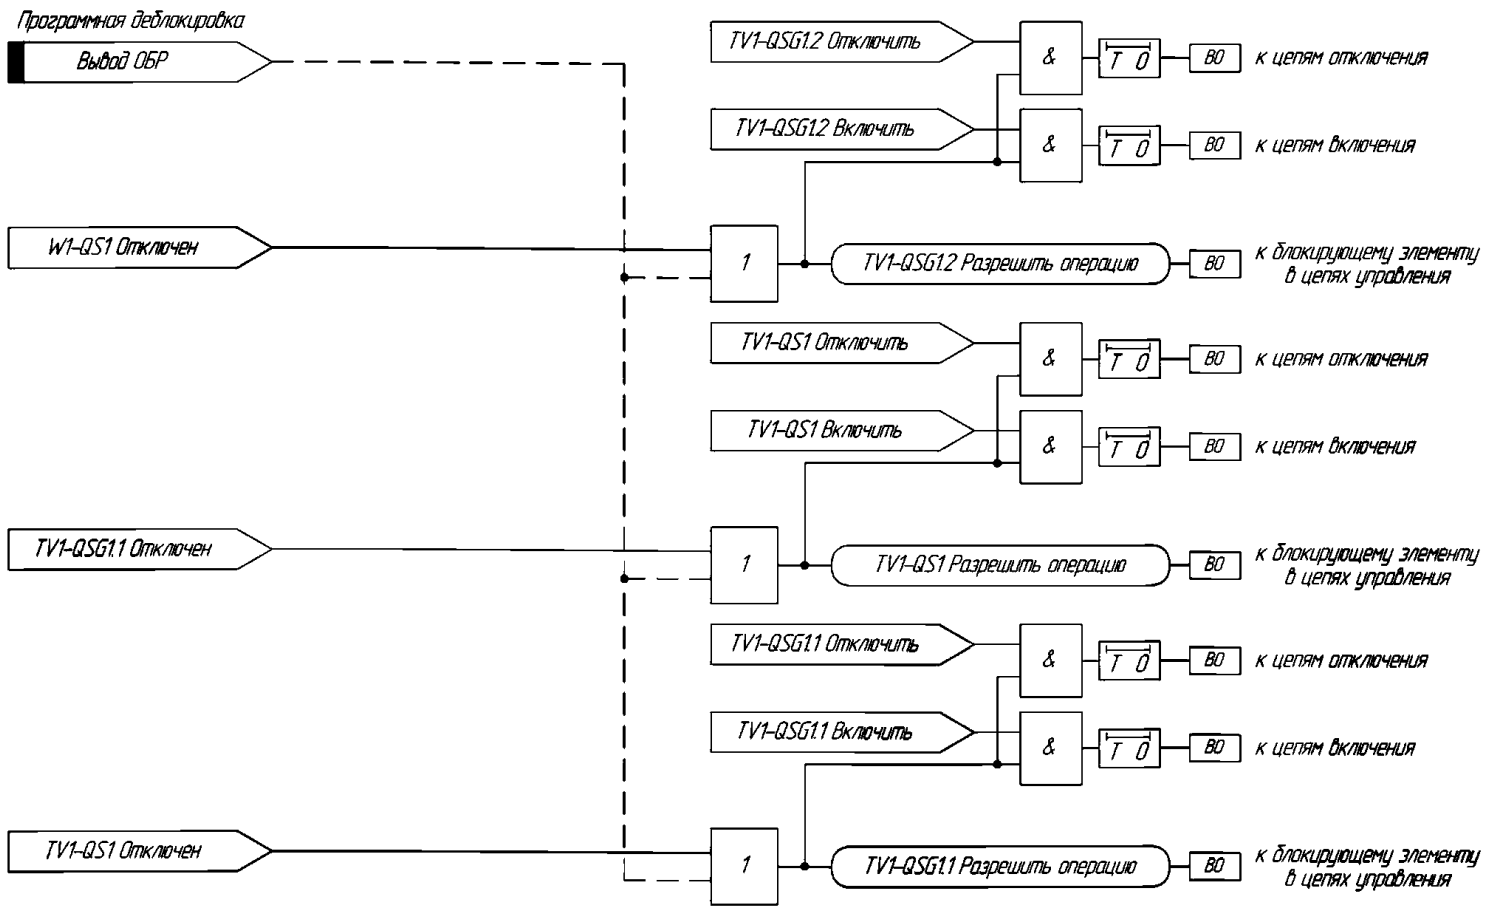 Программная деблокировка
Вывод ОБР
TV1-QSG1.2 Отключить
&
T 0
ВО
к цепям отключения
TV1-QSG1.2 Включить
&
T 0
ВО
к цепям включения
W1-QS1 Отключен
1
TV1-QSG1.2 Разрешить операцию
ВО
к блокирующему элементу
в цепях управления
TV1-QS1 Отключить
&
T 0
ВО
к цепям отключения
TV1-QS1 Включить
&
T 0
ВО
к цепям включения
TV1-QSG1.1 Отключен
1
TV1-QS1 Разрешить операцию
ВО
к блокирующему элементу
в цепях управления
TV1-QSG1.1 Отключить
&
T 0
ВО
к цепям отключения
TV1-QSG1.1 Включить
&
T 0
ВО
к цепям включения
TV1-QS1 Отключен
1
TV1-QSG1.1 Разрешить операцию
ВО
к блокирующему элементу
в цепях управления